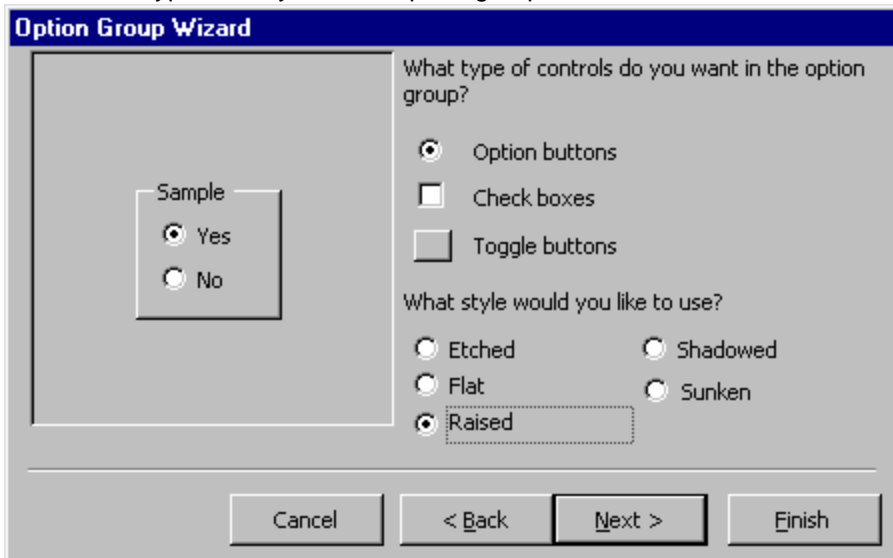 Option Group Wizard
What type of controls do you want in the option
group?
Option buttons
Sample
Check boxes
Yes
Toggle buttons
No
What style would you like to use?
Etched
Shadowed
Flat
Sunken
Raised
Cancel
< Back
Next >
Finish